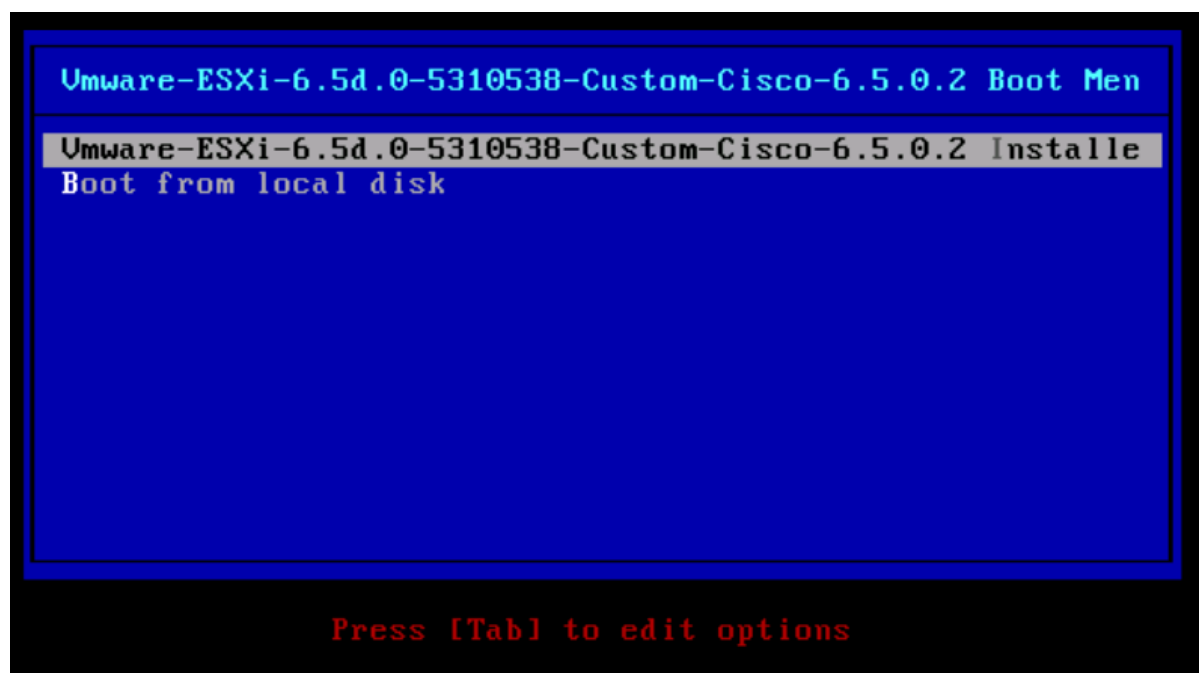 Vmware-ESXi-6.5d.0-5310538-Custom-Cisco-6.5.0.2 Boot Men
Vmware-ESXi-6.5d.0-5310538-Custom-Cisco-6.5.0.2 Installe
Boot from local disk
Press [Tab] to edit options